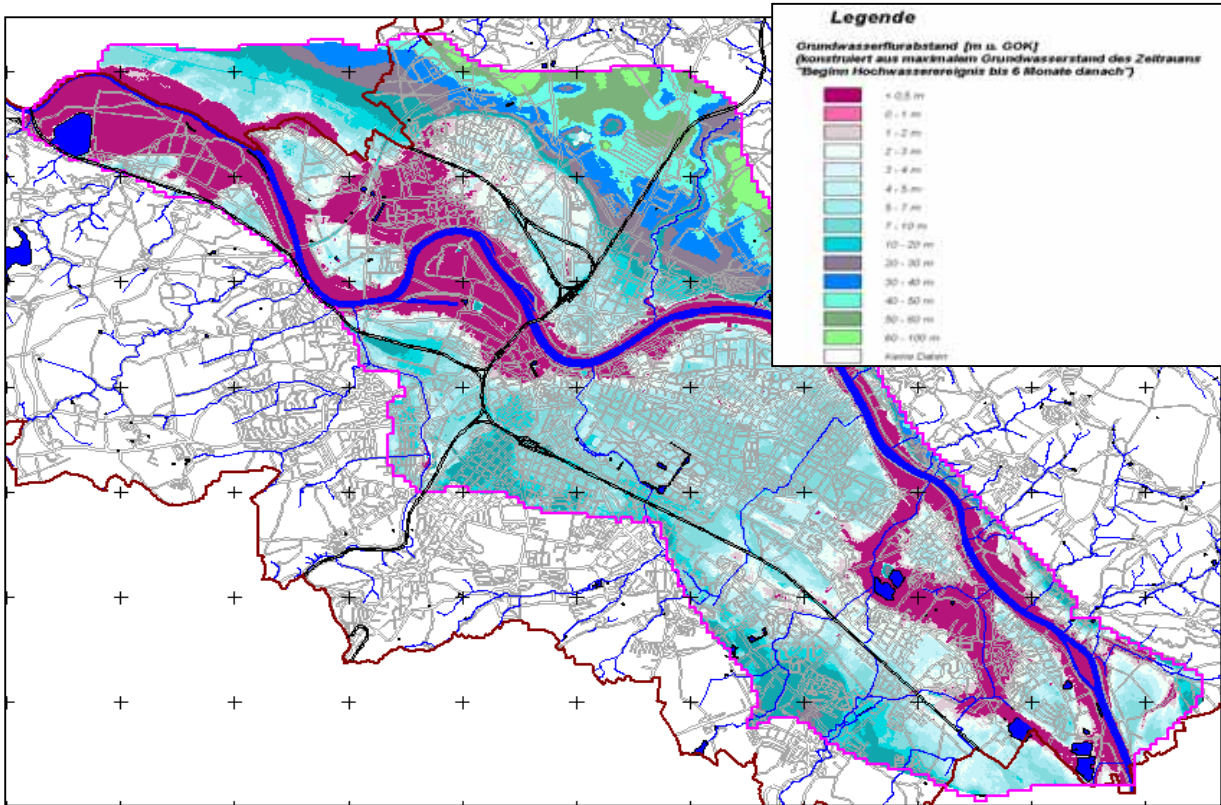 Legende
Grundwasserflurabstand [m u. GOK]
(konstruiert aus maximalem Grundwasserstand des Zeitraums
"Beginn Hochwasserereignis bis 6 Monate danach")
< 0,5 m
0 - 1 m
1 - 2 m
2 - 3 m
3 - 4 m
4 - 5 m
5 - 7 m
7 - 10 m
10 - 20 m
20 - 30 m
30 - 40 m
40 - 50 m
50 - 60 m
60 - 100 m
Keine Daten